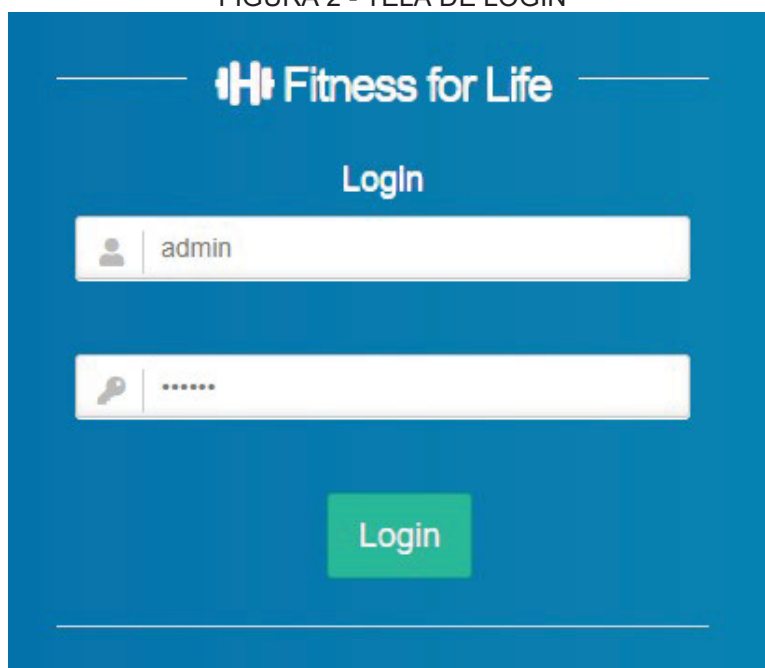 FIGURA 2 - TELA DE LOGIN
Fitness for Life
Login
admin
••••••
Login